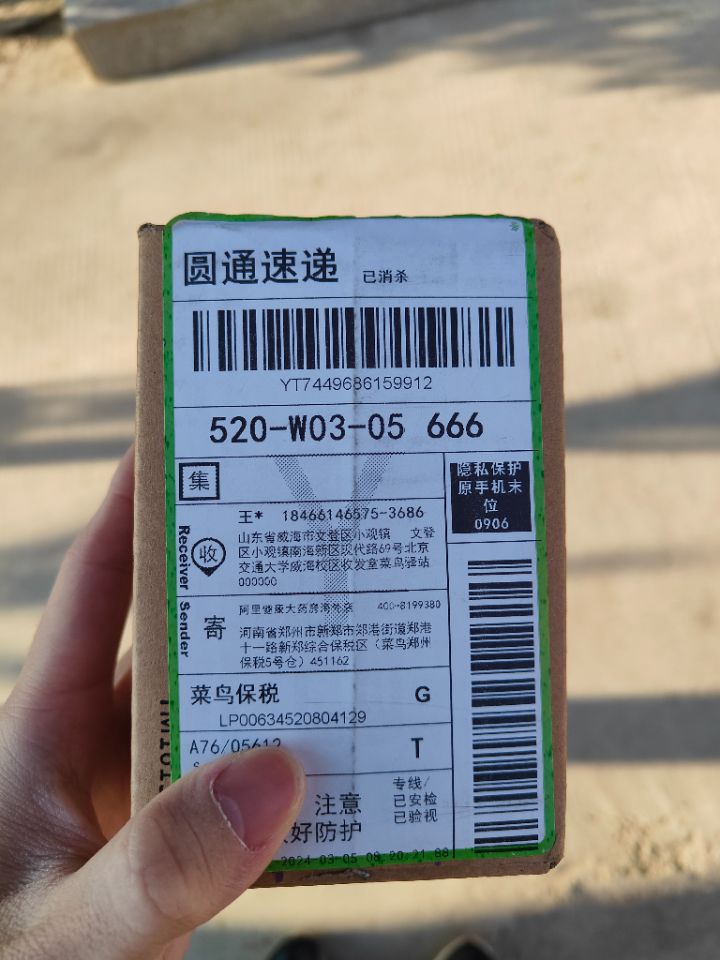 圆通速递 已消杀
YT7449686159912
520-W03-05 666
集
隐私保护
原手机末
位
0906
Receiver
收
王* 18466146575-3686
山东省威海市文登区小观镇 文登
区小观镇南海新区现代路69号北京
交通大学威海校区收发室菜鸟驿站
000000
Sender
寄
阿里健康大药房海外店 400-8199380
河南省郑州市新郑市郑港街道郑港
十一路新郑综合保税区（菜鸟郑州
保税5号仓）451162
菜鸟保税 G
LP00634520804129
A76/05612 T
注意
好防护
专线/
已安检
已验视
2024-03-05 08:20:21